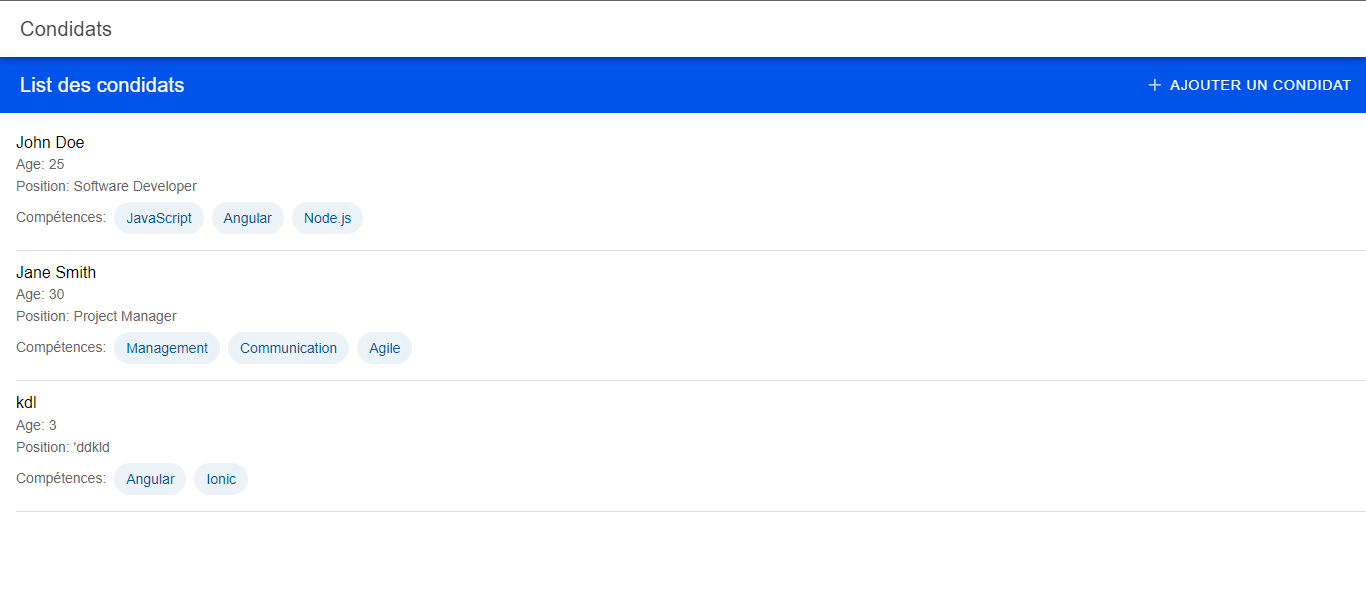 Condidats
List des condidats
AJOUTER UN CONDIDAT
John Doe
Age: 25
Position: Software Developer
Compétences: JavaScript Angular Node.js
Jane Smith
Age: 30
Position: Project Manager
Compétences: Management Communication Agile
kdl
Age: 3
Position: 'ddkld
Compétences: Angular Ionic